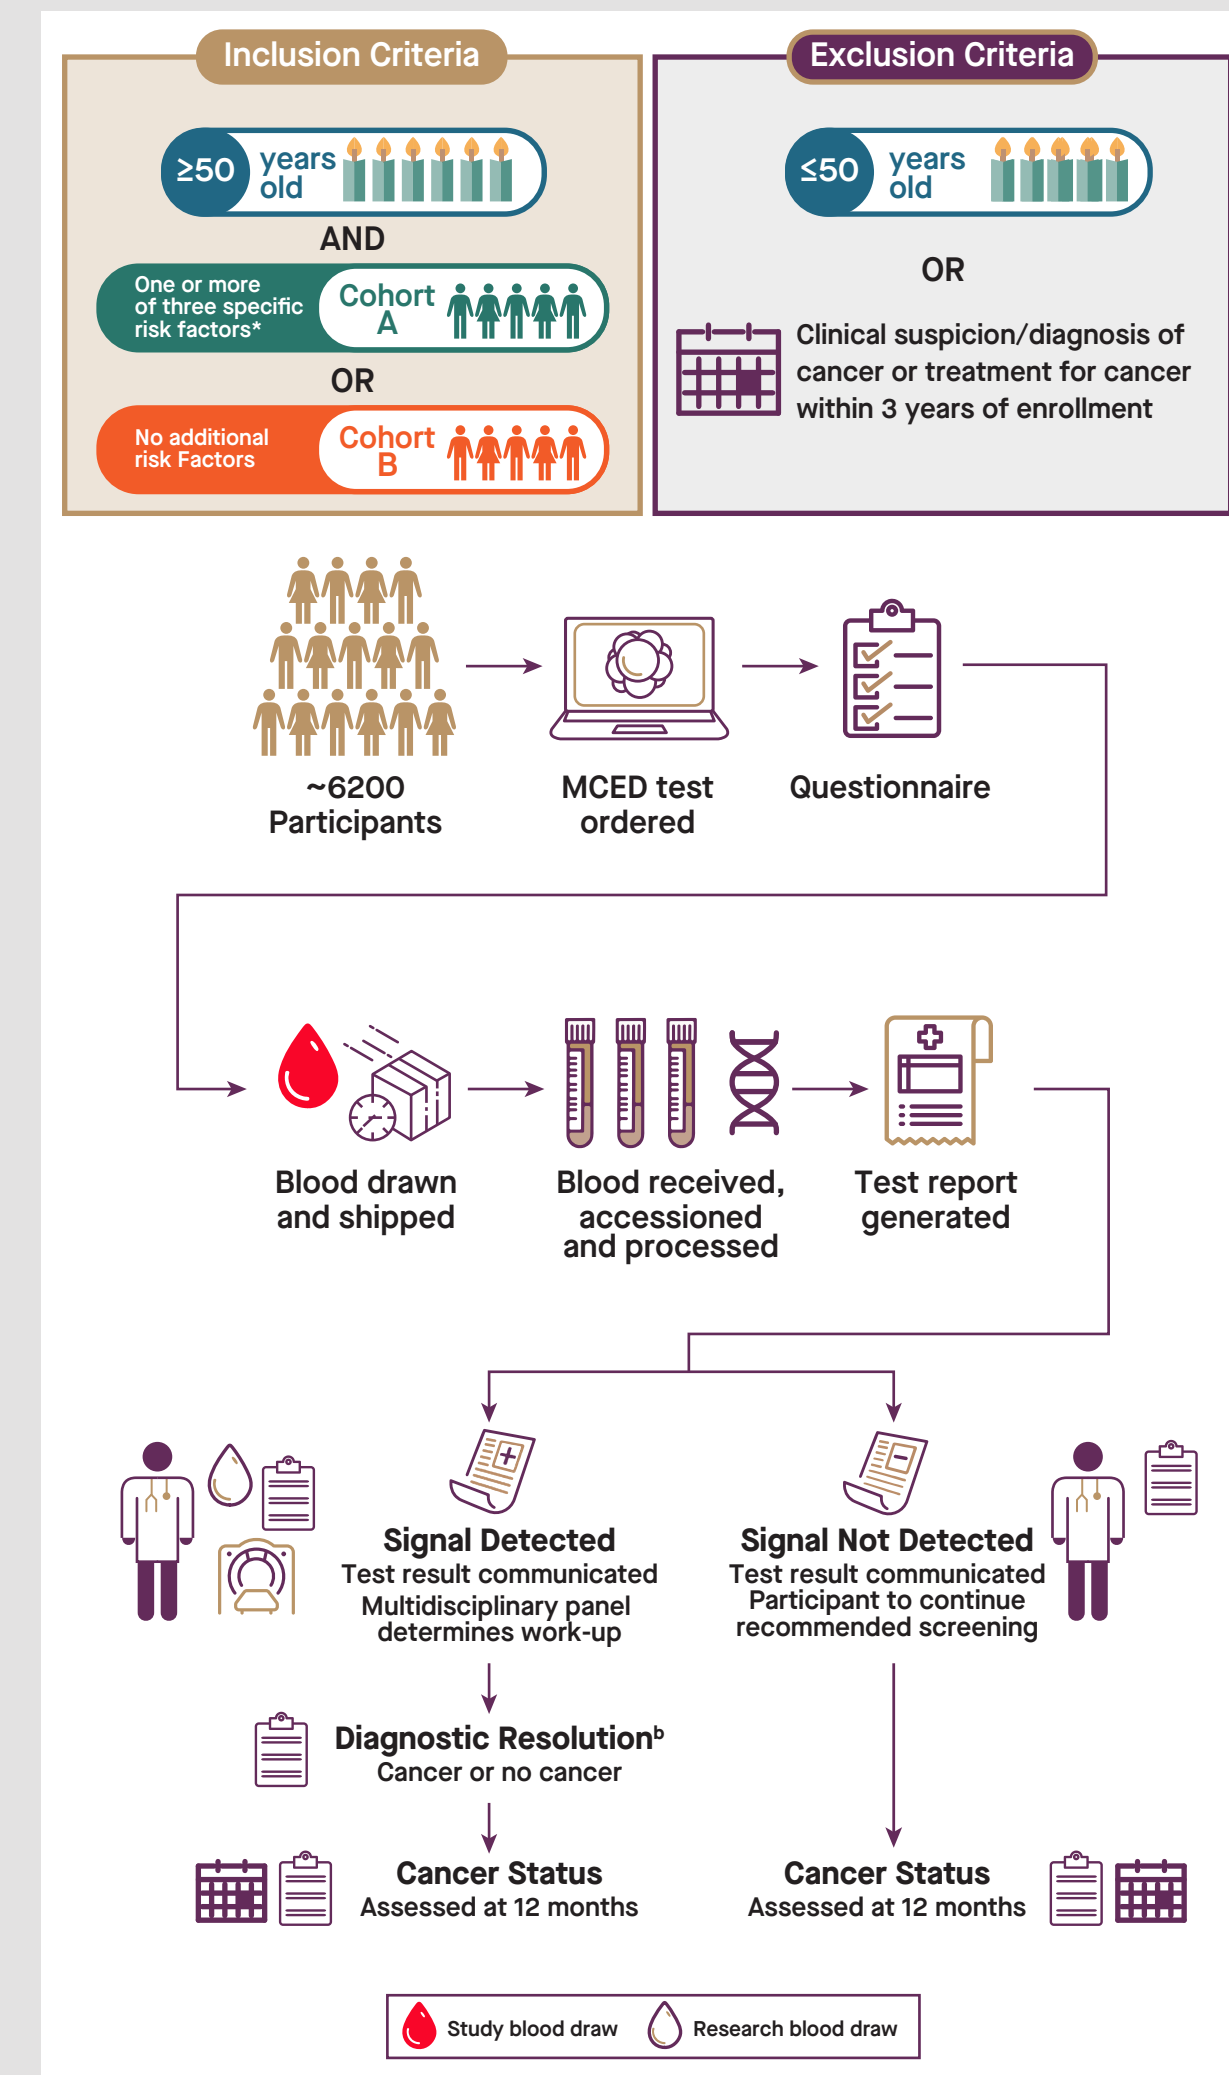 Inclusion Criteria
≥50
years
old
AND
One or more
of three specific
risk factors*
Cohort
A
OR
No additional
risk Factors
Cohort
B
Exclusion Criteria
≤50
years
old
OR
Clinical suspicion/diagnosis of
cancer or treatment for cancer
within 3 years of enrollment
~6200
Participants
MCED test
ordered
Questionnaire
Blood drawn
and shipped
Blood received,
accessioned
and processed
Test report
generated
Signal Detected
Test result communicated
Multidisciplinary panel
determines work-up
Signal Not Detected
Test result communicated
Participant to continue
recommended screening
Diagnostic Resolutionᵇ
Cancer or no cancer
Cancer Status
Assessed at 12 months
Cancer Status
Assessed at 12 months
Study blood draw
Research blood draw